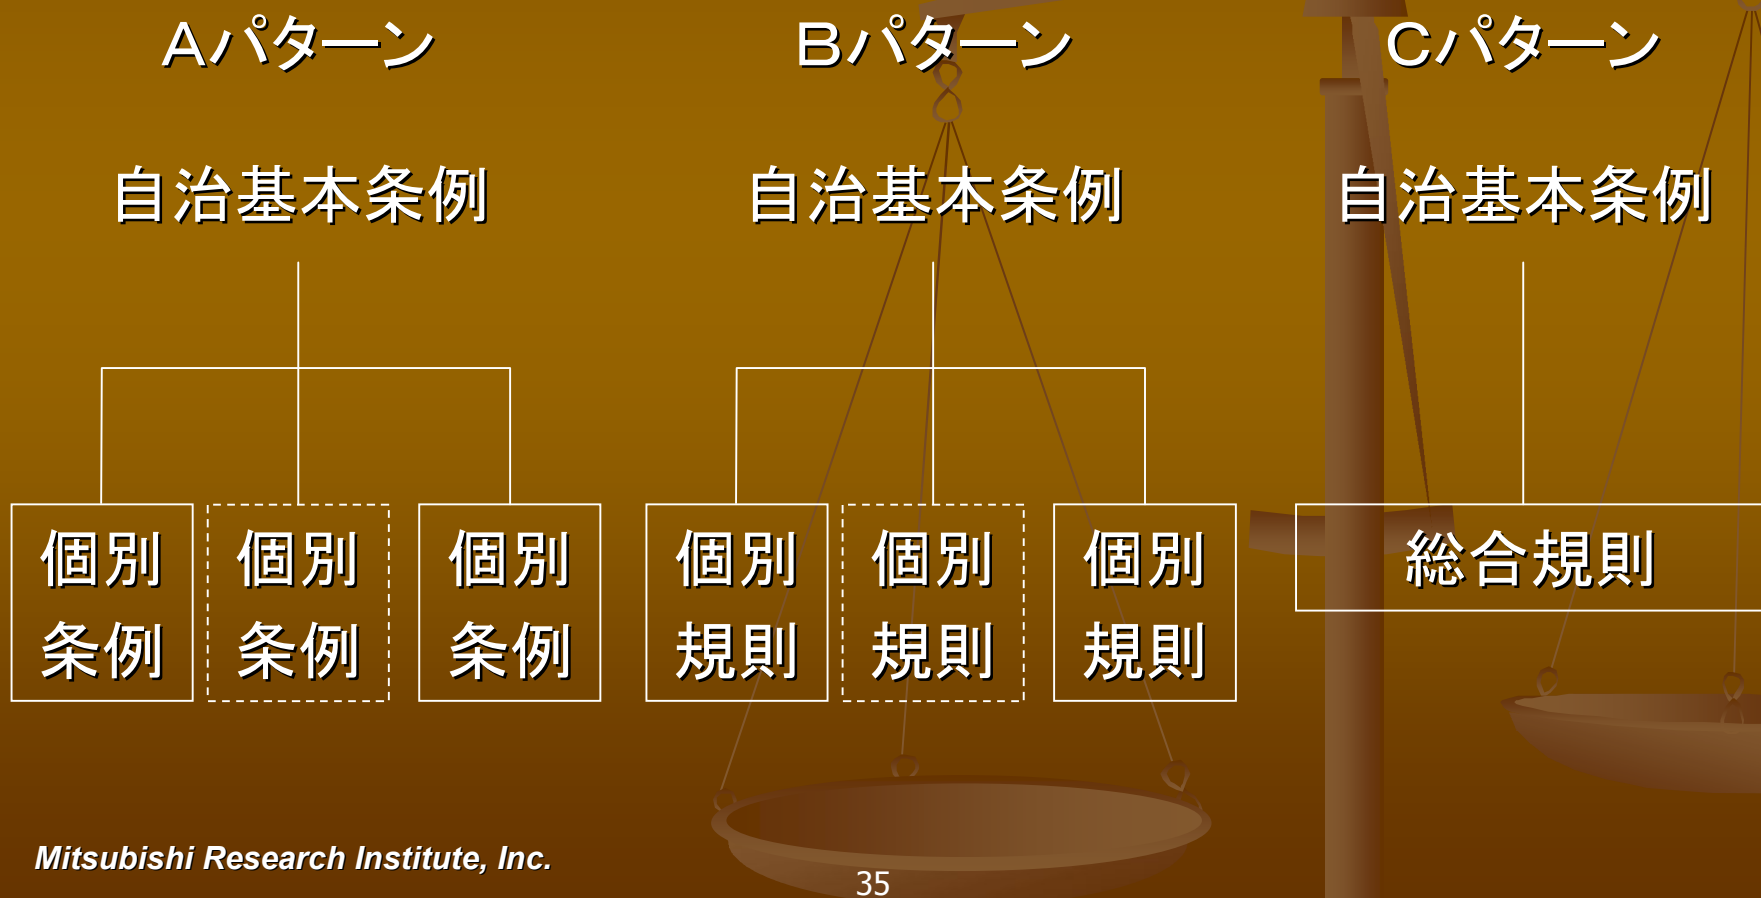 Ａパターン
Ｂパターン
Ｃパターン
自治基本条例
自治基本条例
自治基本条例
個別
条例
個別
条例
個別
条例
個別
規則
個別
規則
個別
規則
総合規則
Mitsubishi Research Institute, Inc.
35